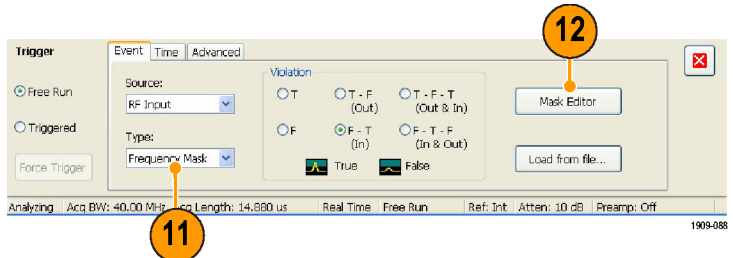 12
Trigger
Event Time Advanced
Free Run
Triggered
Force Trigger
Source:
RF Input
Type:
Frequency Mask
Violation
T
T - F
(Out)
T - F - T
(Out & In)
F
F - T
(In)
F - T - F
(In & Out)
True
False
Mask Editor
Load from file...
11
Analyzing Acq BW: 40.00 MHz, Acq Length: 14.880 us Real Time Free Run Ref: Int Atten: 10 dB Preamp: Off
1909-088